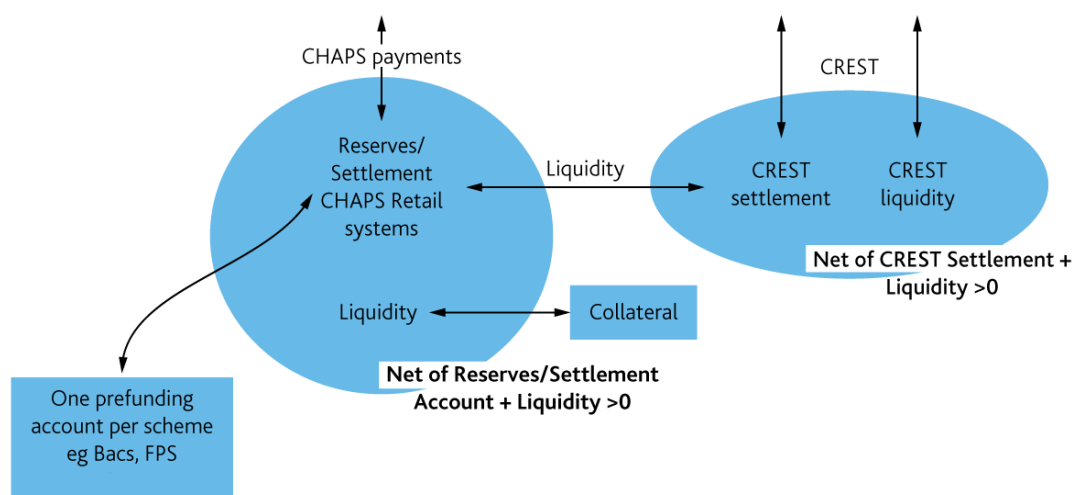 CHAPS payments
Reserves/
Settlement
CHAPS Retail
systems
Liquidity
CREST
CREST
settlement
CREST
liquidity
Net of CREST Settlement +
Liquidity >0
Liquidity
Collateral
Net of Reserves/Settlement
Account + Liquidity >0
One prefunding
account per scheme
eg Bacs, FPS